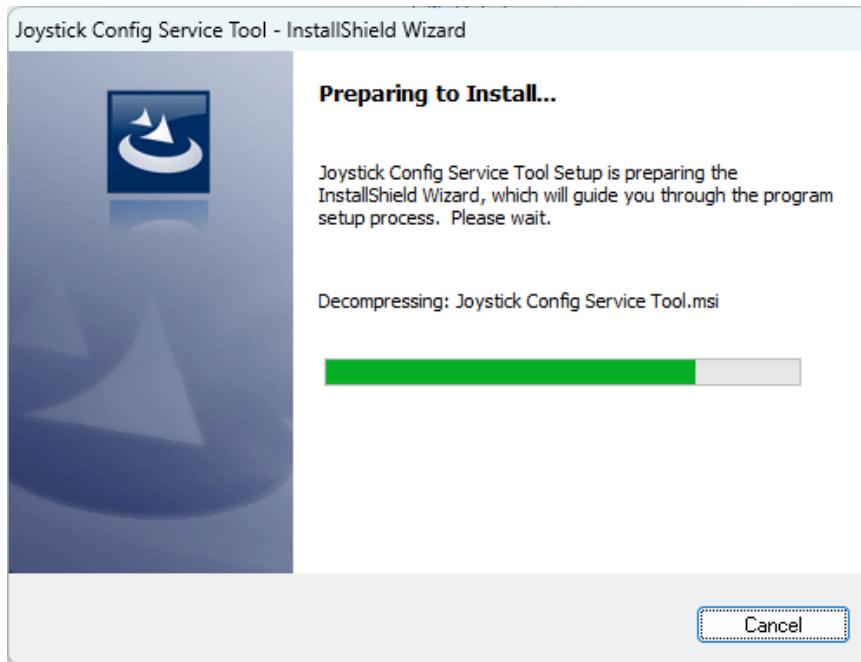 Joystick Config Service Tool - InstallShield Wizard
Preparing to Install...
Joystick Config Service Tool Setup is preparing the
InstallShield Wizard, which will guide you through the program
setup process.  Please wait.
Decompressing: Joystick Config Service Tool.msi
Cancel